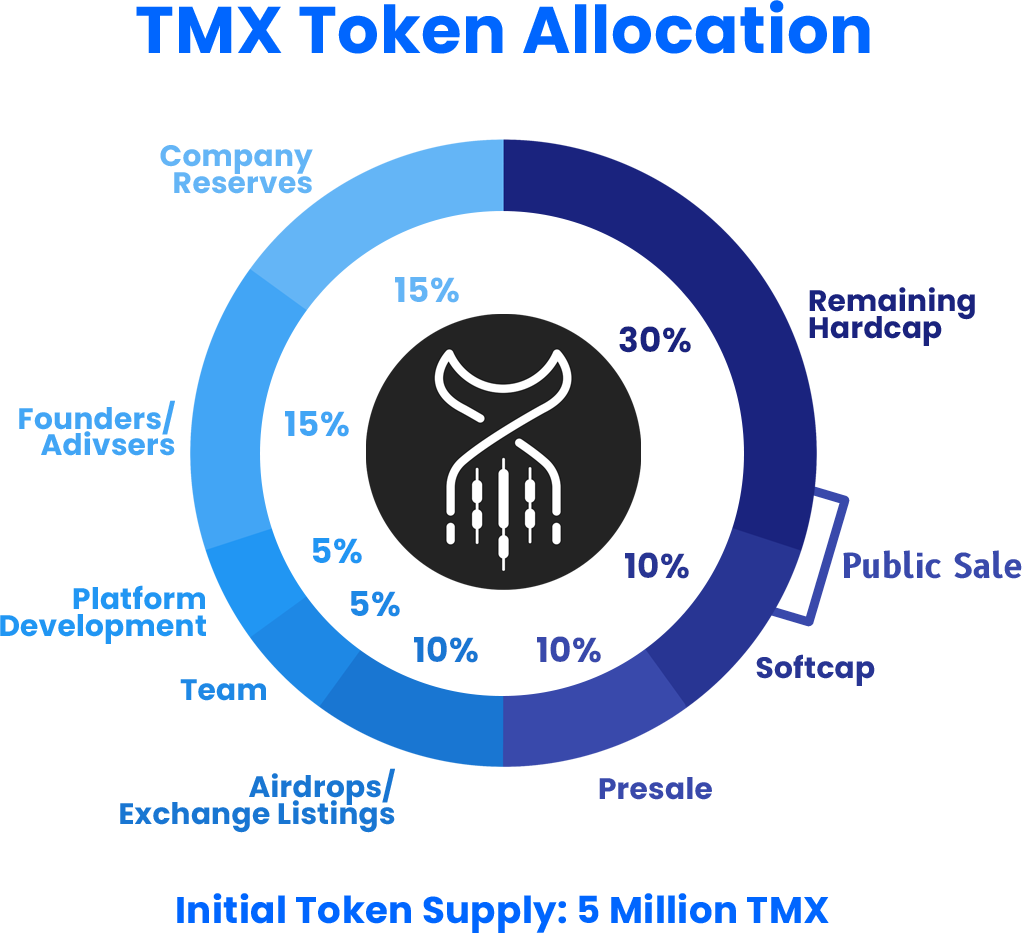 TMX Token Allocation
Company
Reserves
15%
30%
Remaining
Hardcap
Founders/
Adivsers
15%
5%
10%
Public Sale
Platform
Development
5%
10%
10%
Softcap
Team
Airdrops/
Exchange Listings
Presale
Initial Token Supply: 5 Million TMX